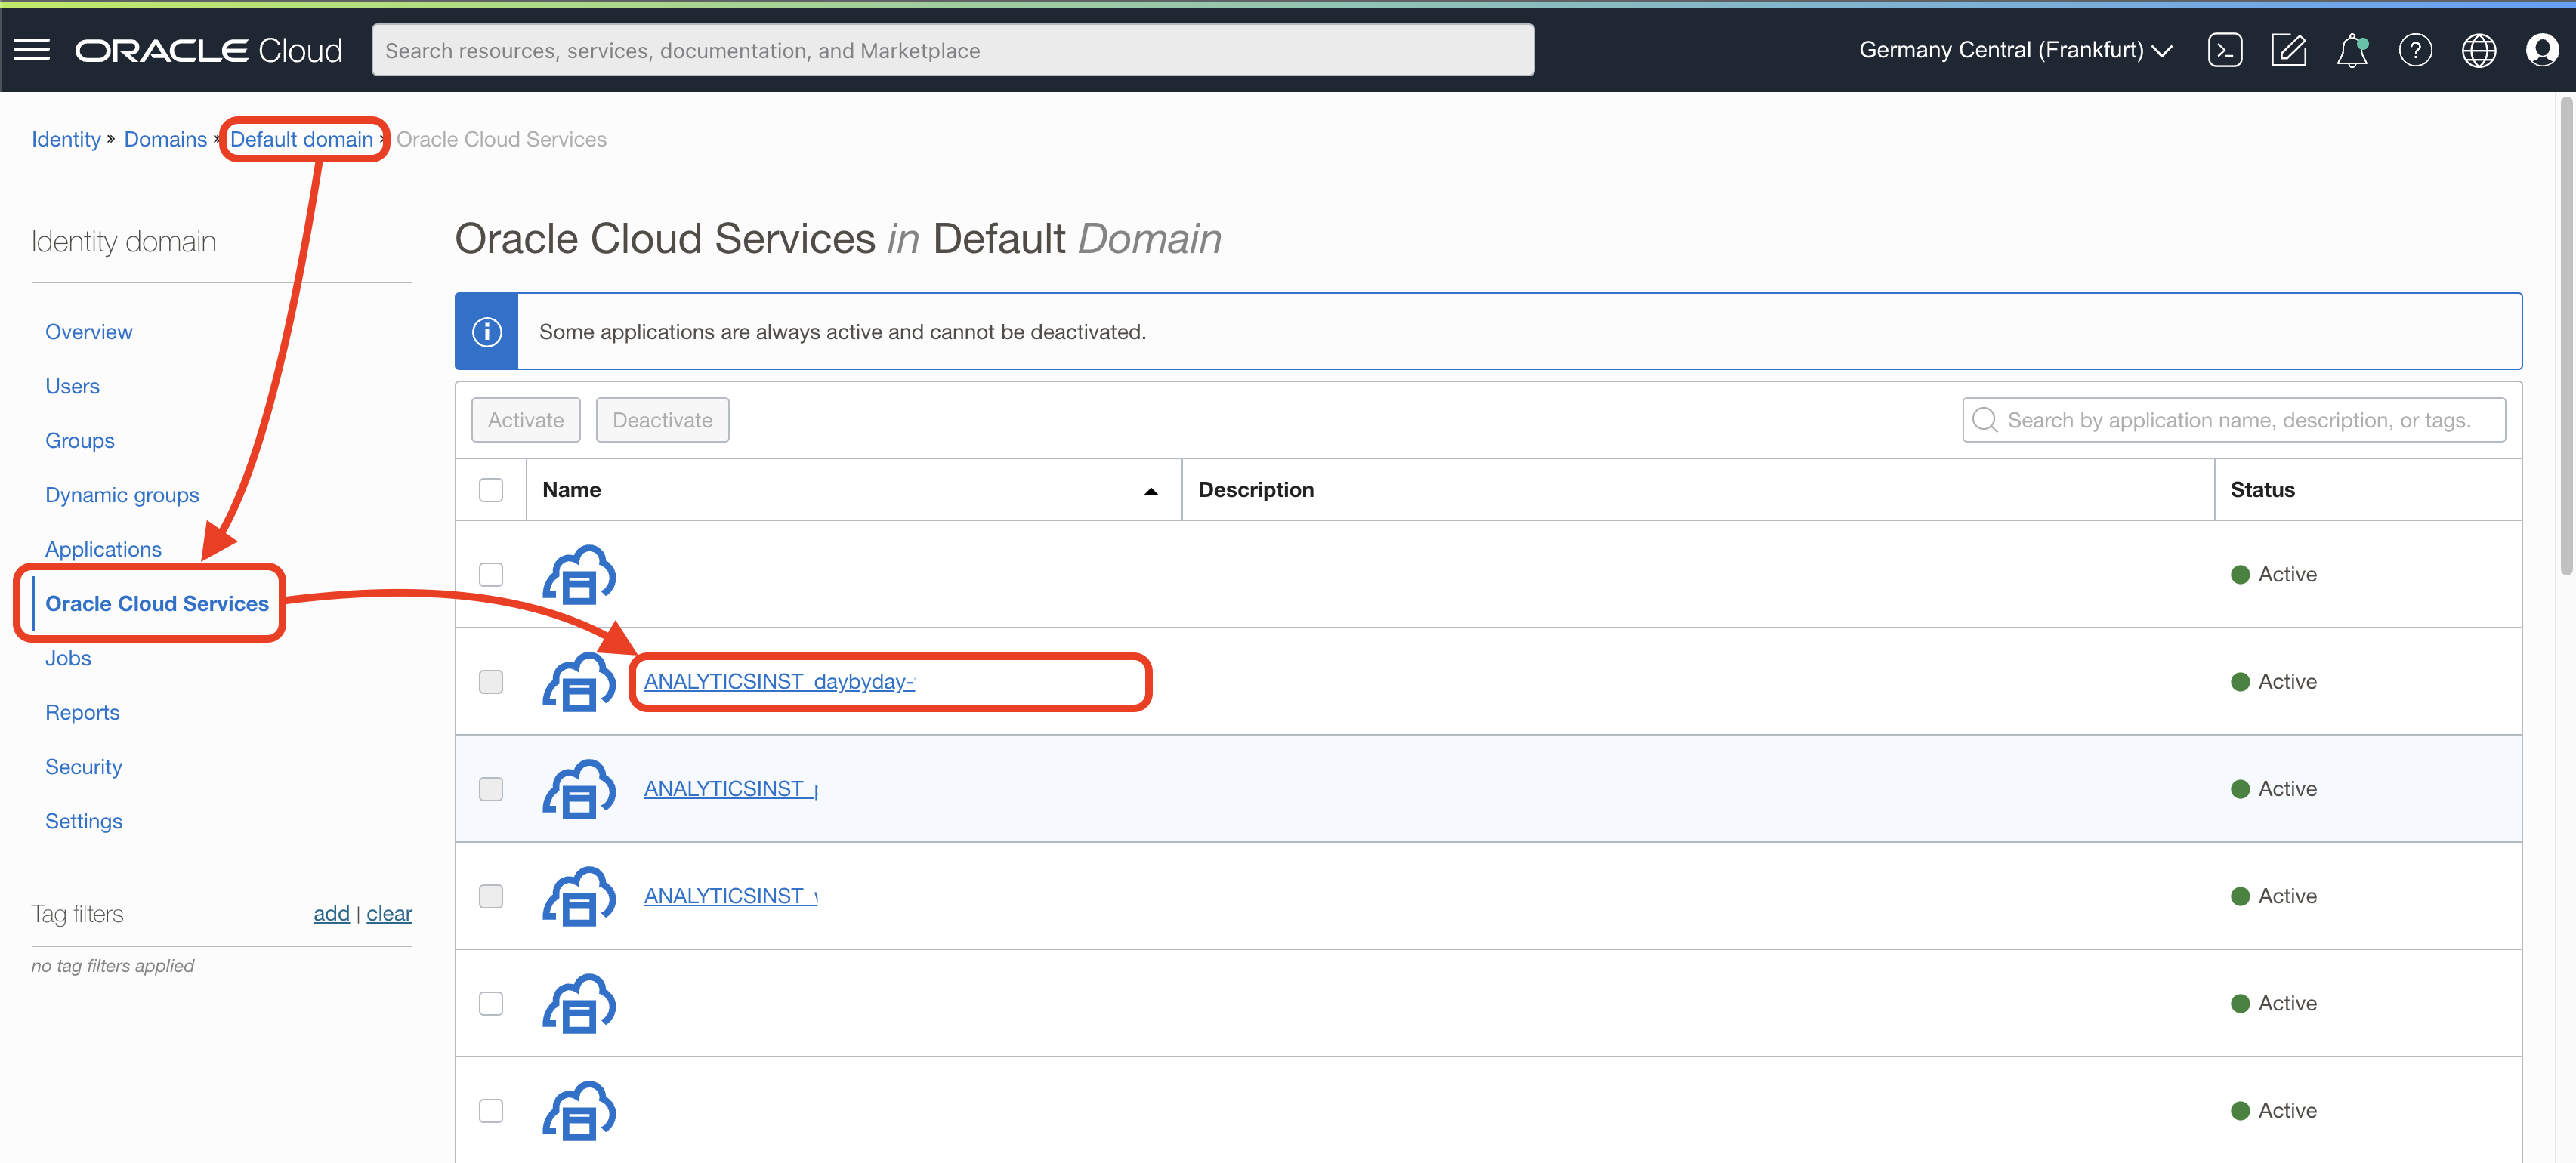 ORACLE Cloud
Search resources, services, documentation, and Marketplace
Germany Central (Frankfurt)
Identity » Domains » Default domain » Oracle Cloud Services
Identity domain
Overview
Users
Groups
Dynamic groups
Applications
Oracle Cloud Services
Jobs
Reports
Security
Settings
Tag filters
add | clear
no tag filters applied
Oracle Cloud Services in Default Domain
Some applications are always active and cannot be deactivated.
Activate Deactivate
Search by application name, description, or tags.
Name Description Status
Active
ANALYTICSINST_daybyday- Active
ANALYTICSINST_ Active
ANALYTICSINST_ Active
Active
Active